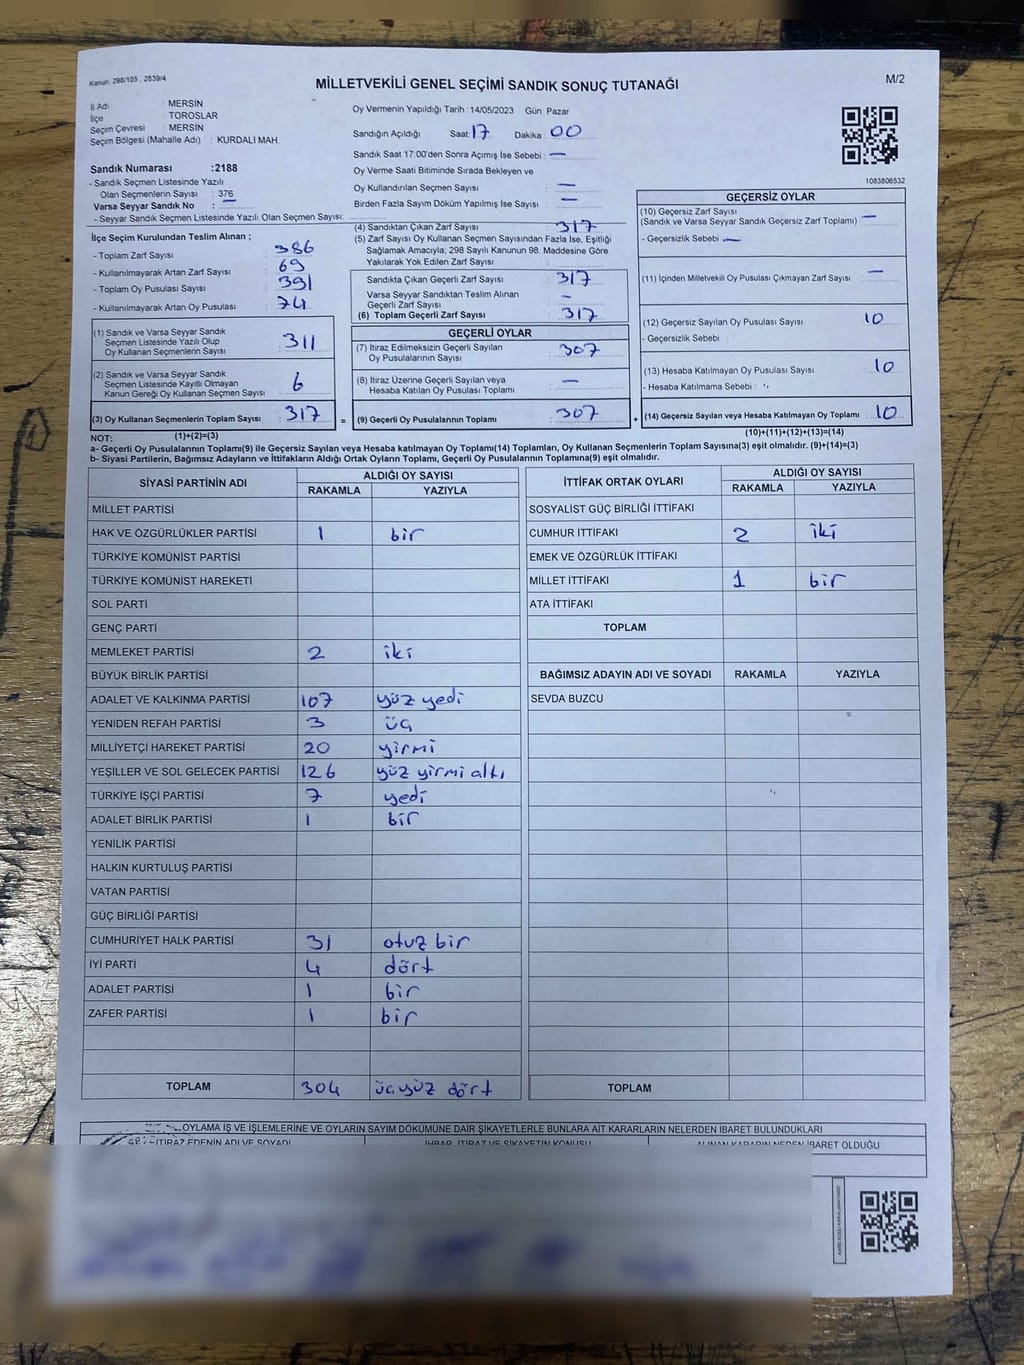 Kanun: 298/105 , 2839/4
MİLLETVEKİLİ GENEL SEÇİMİ SANDIK SONUÇ TUTANAĞI
M/2
İl Adı : MERSİN
İlçe : TOROSLAR
Seçim Çevresi : MERSİN
Seçim Bölgesi (Mahalle Adı) : KURDALİ MAH.
Oy Vermenin Yapıldığı Tarih :14/05/2023 Gün: Pazar
Sandığın Açıldığı Saat: 17 Dakika : 00
Sandık Saat 17:00'den Sonra Açımış İse Sebebi : —
Oy Verme Saati Bitiminde Sırada Bekleyen ve
Oy Kullandırılan Seçmen Sayısı : —
Birden Fazla Sayım Döküm Yapılmış İse Sayısı : —
1083806532
Sandık Numarası :2188
- Sandık Seçmen Listesinde Yazılı
Olan Seçmenlerin Sayısı : 376
Varsa Seyyar Sandık No : —
- Seyyar Sandık Seçmen Listesinde Yazılı Olan Seçmen Sayısı:
İlçe Seçim Kurulundan Teslim Alınan ;
- Toplam Zarf Sayısı : 386
- Kullanılmayarak Artan Zarf Sayısı : 69
- Toplam Oy Pusulası Sayısı : 391
- Kullanılmayarak Artan Oy Pusulası : 74
(1) Sandık ve Varsa Seyyar Sandık
Seçmen Listesinde Yazılı Olup
Oy Kullanan Seçmenlerin Sayısı : 311
(2) Sandık ve Varsa Seyyar Sandık
Seçmen Listesinde Kayıtlı Olmayan
Kanun Gereği Oy Kullanan Seçmen Sayısı : 6
(3) Oy Kullanan Seçmenlerin Toplam Sayısı : 317 =
(4) Sandıktan Çıkan Zarf Sayısı : 317
(5) Zarf Sayısı Oy Kullanan Seçmen Sayısından Fazla İse, Eşitliği
Sağlamak Amacıyla; 298 Sayılı Kanunun 98. Maddesine Göre
Yakılarak Yok Edilen Zarf Sayısı :
Sandıkta Çıkan Geçerli Zarf Sayısı : 317
Varsa Seyyar Sandıktan Teslim Alınan
Geçerli Zarf Sayısı : —
(6) Toplam Geçerli Zarf Sayısı : 317
GEÇERLİ OYLAR
(7) İtiraz Edilmeksizin Geçerli Sayılan
Oy Pusulalarının Sayısı : 307
(8) İtiraz Üzerine Geçerli Sayılan veya
Hesaba Katılan Oy Pusulası Toplamı : —
(9) Geçerli Oy Pusulalarının Toplamı : 307 +
GEÇERSİZ OYLAR
(10) Geçersiz Zarf Sayısı
(Sandık ve Varsa Seyyar Sandık Geçersiz Zarf Toplamı) : —
- Geçersizlik Sebebi : —
(11) İçinden Milletvekili Oy Pusulası Çıkmayan Zarf Sayısı : —
(12) Geçersiz Sayılan Oy Pusulası Sayısı : 10
- Geçersizlik Sebebi :
(13) Hesaba Katılmayan Oy Pusulası Sayısı : 10
- Hesaba Katılmama Sebebi :
(14) Geçersiz Sayılan veya Hesaba Katılmayan Oy Toplamı : 10
NOT: (1)+(2)=(3)
(10)+(11)+(12)+(13)=(14)
a- Geçerli Oy Pusulalarının Toplamı(9) ile Geçersiz Sayılan veya Hesaba katılmayan Oy Toplamı(14) Toplamları, Oy Kullanan Seçmenlerin Toplam Sayısına(3) eşit olmalıdır. (9)+(14)=(3)
b- Siyasi Partilerin, Bağımsız Adayların ve İttifakların Aldığı Ortak Oyların Toplamı, Geçerli Oy Pusulalarının Toplamına(9) eşit olmalıdır.
SİYASİ PARTİNİN ADI ALDIĞI OY SAYISI
RAKAMLA YAZIYLA
MİLLET PARTİSİ
HAK VE ÖZGÜRLÜKLER PARTİSİ 1 bir
TÜRKİYE KOMÜNİST PARTİSİ
TÜRKİYE KOMÜNİST HAREKETİ
SOL PARTİ
GENÇ PARTİ
MEMLEKET PARTİSİ 2 iki
BÜYÜK BİRLİK PARTİSİ
ADALET VE KALKINMA PARTİSİ 107 yüz yedi
YENİDEN REFAH PARTİSİ 3 üç
MİLLİYETÇİ HAREKET PARTİSİ 20 yirmi
YEŞİLLER VE SOL GELECEK PARTİSİ 126 yüz yirmi altı
TÜRKİYE İŞÇİ PARTİSİ 7 yedi
ADALET BİRLİK PARTİSİ 1 bir
YENİLİK PARTİSİ
HALKIN KURTULUŞ PARTİSİ
VATAN PARTİSİ
GÜÇ BİRLİĞİ PARTİSİ
CUMHURİYET HALK PARTİSİ 31 otuz bir
İYİ PARTİ 4 dört
ADALET PARTİSİ 1 bir
ZAFER PARTİSİ 1 bir
TOPLAM 304 üç yüz dört
İTTİFAK ORTAK OYLARI ALDIĞI OY SAYISI
RAKAMLA YAZIYLA
SOSYALİST GÜÇ BİRLİĞİ İTTİFAKI
CUMHUR İTTİFAKI 2 iki
EMEK VE ÖZGÜRLÜK İTTİFAKI
MİLLET İTTİFAKI 1 bir
ATA İTTİFAKI
TOPLAM
BAĞIMSIZ ADAYIN ADI VE SOYADI RAKAMLA YAZIYLA
SEVDA BUZCU
TOPLAM
OYLAMA İŞ VE İŞLEMLERİNE VE OYLARIN SAYIM DÖKÜMÜNE DAİR ŞİKAYETLERLE BUNLARA AİT KARARLARIN NELERDEN İBARET BULUNDUKLARI
İTİRAZ EDENİN ADI VE SOYADI İHBAR, İTİRAZ VE ŞİKAYETİN KONUSU ALINAN KARARIN NEDEN İBARET OLDUĞU